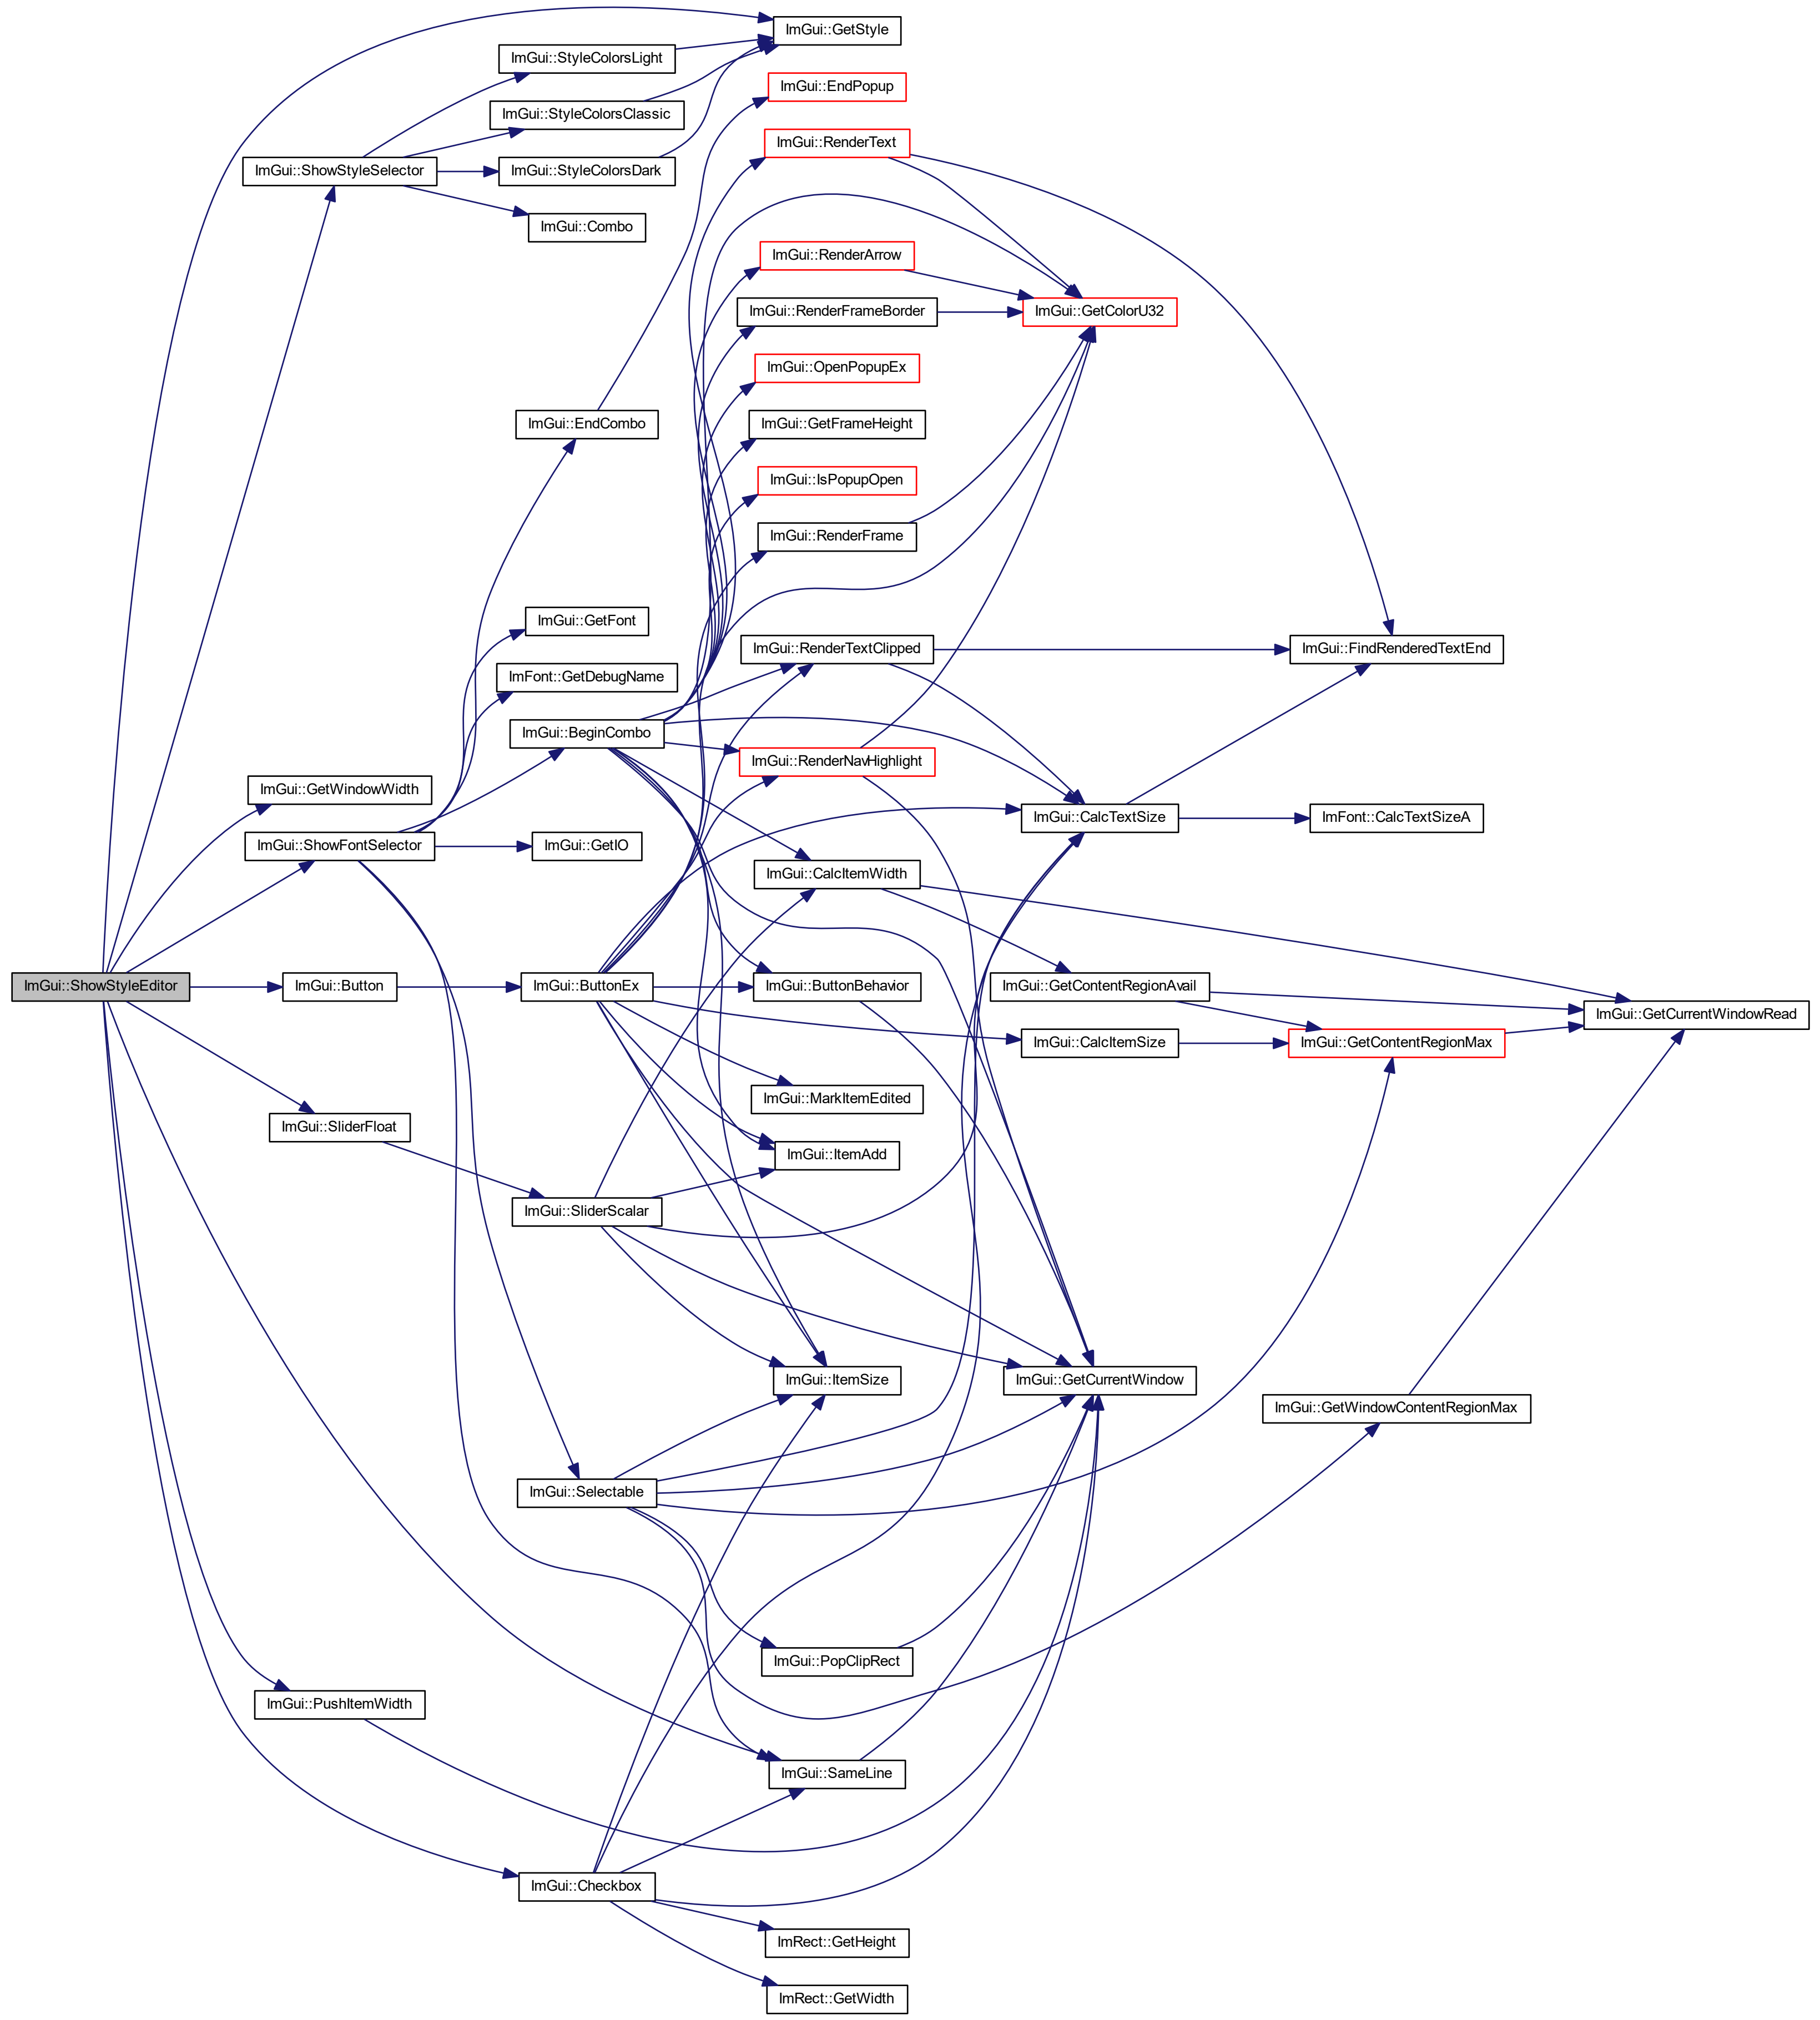 ImGui::GetStyle
ImGui::StyleColorsLight
ImGui::EndPopup
ImGui::StyleColorsClassic
ImGui::RenderText
ImGui::ShowStyleSelector
ImGui::StyleColorsDark
ImGui::Combo
ImGui::RenderArrow
ImGui::RenderFrameBorder
ImGui::GetColorU32
ImGui::OpenPopupEx
ImGui::EndCombo
ImGui::GetFrameHeight
ImGui::IsPopupOpen
ImGui::RenderFrame
ImGui::GetFont
ImGui::RenderTextClipped
ImGui::FindRenderedTextEnd
ImFont::GetDebugName
ImGui::BeginCombo
ImGui::RenderNavHighlight
ImGui::GetWindowWidth
ImGui::CalcTextSize
ImFont::CalcTextSizeA
ImGui::ShowFontSelector
ImGui::GetIO
ImGui::CalcItemWidth
ImGui::ShowStyleEditor
ImGui::Button
ImGui::ButtonEx
ImGui::ButtonBehavior
ImGui::GetContentRegionAvail
ImGui::GetCurrentWindowRead
ImGui::CalcItemSize
ImGui::GetContentRegionMax
ImGui::MarkItemEdited
ImGui::SliderFloat
ImGui::ItemAdd
ImGui::SliderScalar
ImGui::ItemSize
ImGui::GetCurrentWindow
ImGui::GetWindowContentRegionMax
ImGui::Selectable
ImGui::PopClipRect
ImGui::PushItemWidth
ImGui::SameLine
ImGui::Checkbox
ImRect::GetHeight
ImRect::GetWidth